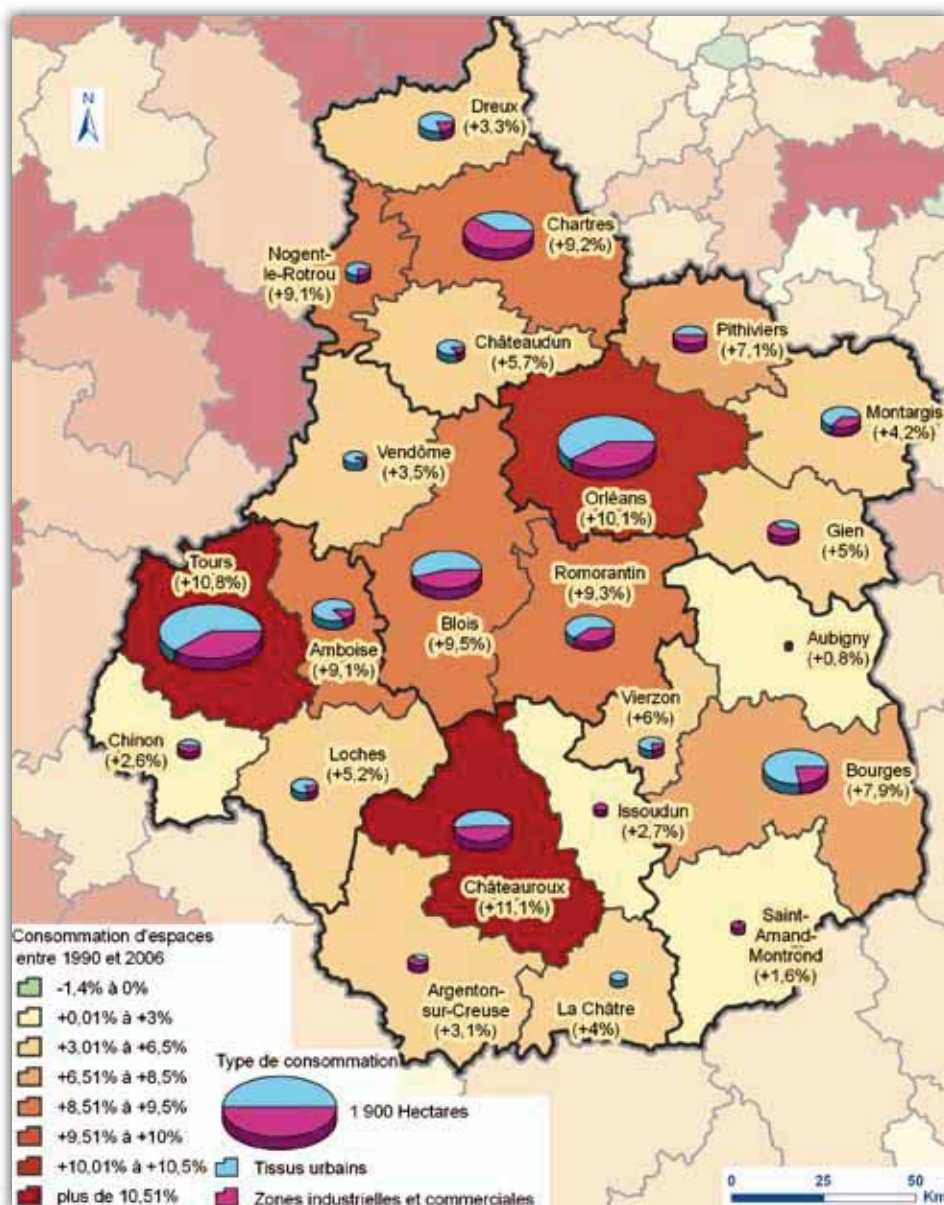 N
Dreux
(+3.3%)
Chartres
(+9,2%)
Nogent-
le-Rotrou
(+9,1%)
Châteaudun
(+5,7%)
Pithiviers
(+7,1%)
Montargis
(+4,2%)
Vendôme
(+3,5%)
Orléans
(+10,1%)
Gien
(+5%)
Tours
(+10,8%)
Amboise
(+9,1%)
Blois
(+9,5%)
Romorantin
(+9,3%)
Aubigny
(+0,8%)
Vierzon
(+6%)
Chinon
(+2,6%)
Loches
(+5,2%)
Bourges
(+7,9%)
Issoudun
(+2,7%)
Châteauroux
(+11,1%)
Saint-
Amand-
Montrond
(+1,6%)
Argenton-
sur-Creuse
(+3,1%)
La Châtre
(+4%)
Consommation d'espaces
entre 1990 et 2006
-1,4% à 0%
+0,01% à +3%
+3,01% à +6,5%
+6,51% à +8,5%
+8,51% à +9,5%
+9,51% à +10%
+10,01% à +10,5%
plus de 10,51%
Type de consommation
1 900 Hectares
Tissus urbains
Zones industrielles et commerciales
0 25 50
Km